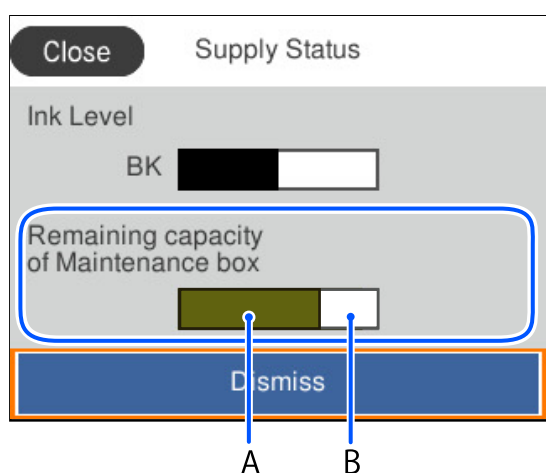 Close
Supply Status
Ink Level
BK
Remaining capacity
of Maintenance box
Dismiss
A
B